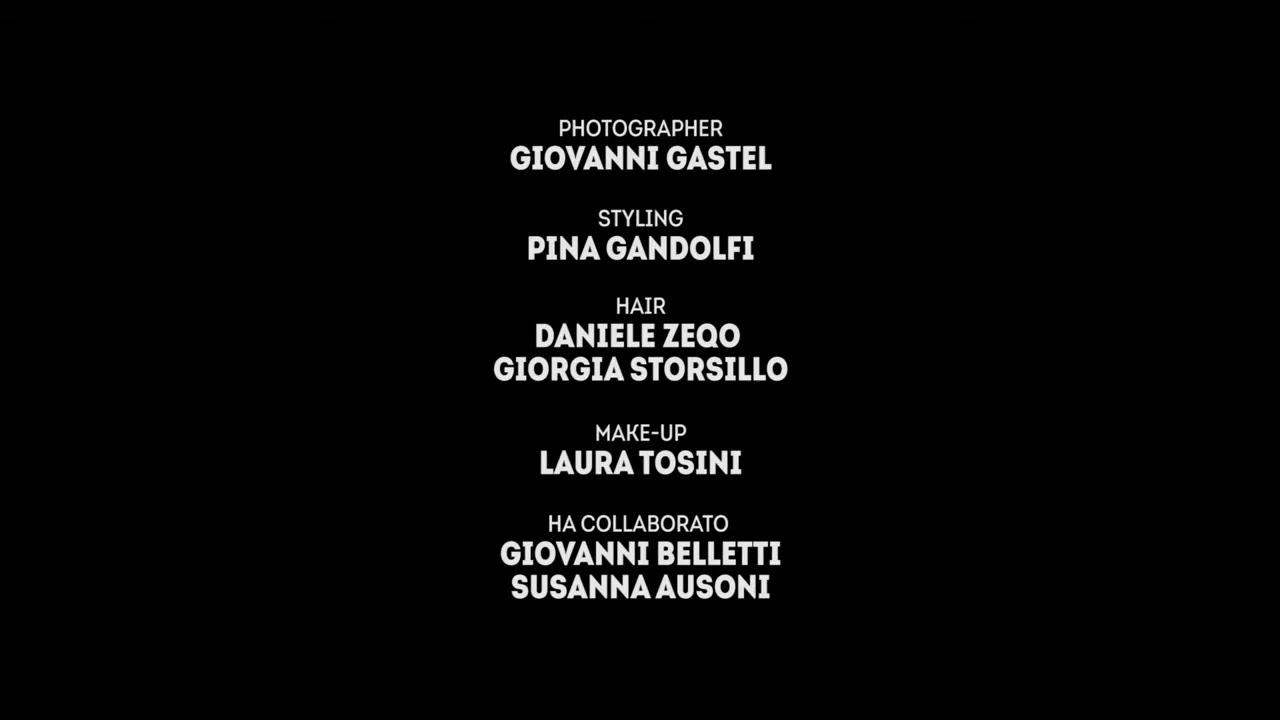 PHOTOGRAPHER
GIOVANNI GASTEL
STYLING
PINA GANDOLFI
HAIR
DANIELE ZEQO
GIORGIA STORSILLO
MAKE-UP
LAURA TOSINI
HA COLLABORATO
GIOVANNI BELLETTI
SUSANNA AUSONI